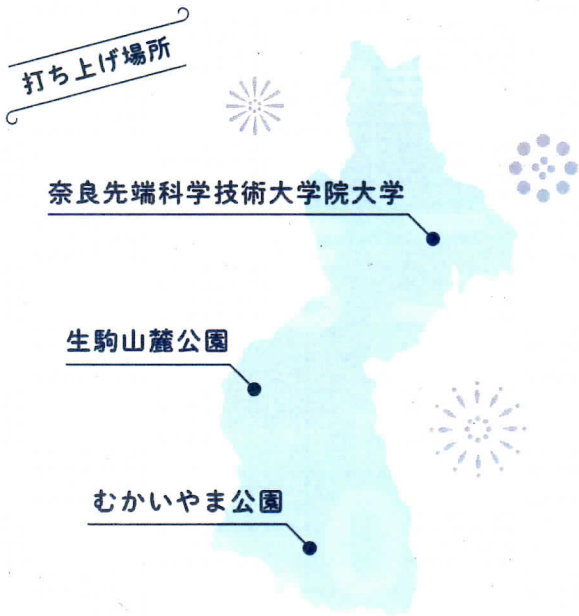 打ち上げ場所
奈良先端科学技術大学院大学
生駒山麓公園
むかいやま公園